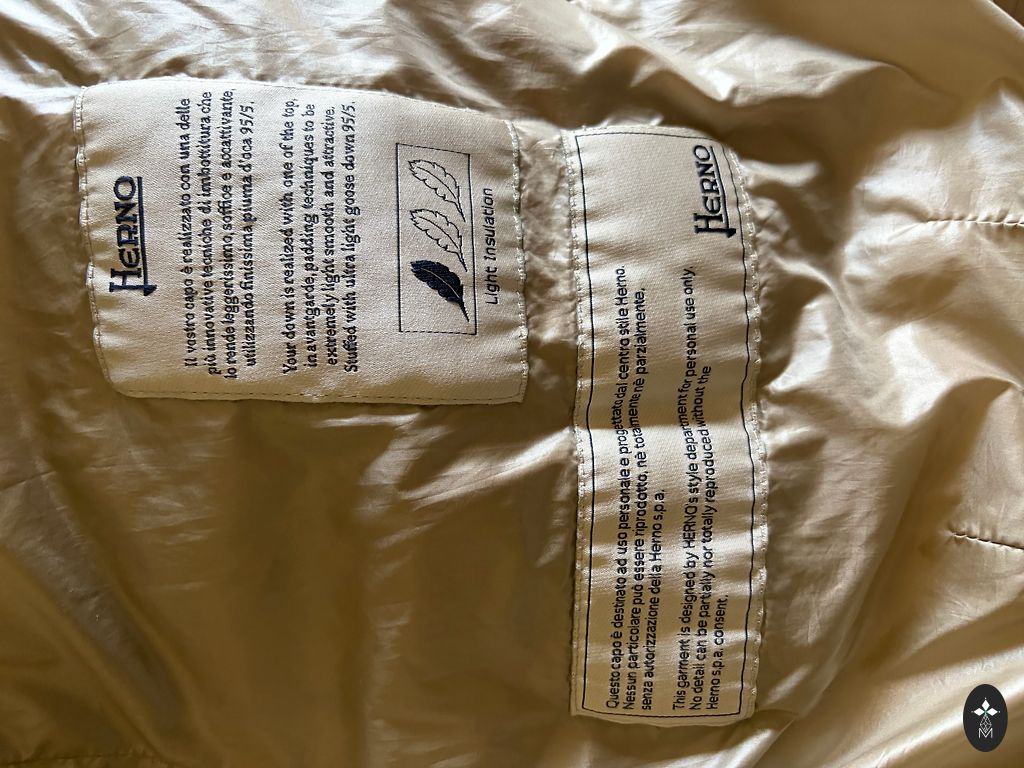 HERNO
Il vostro capo è realizzato con una delle
più innovative tecniche di imbottitura che
lo rende leggerissimo, soffice e accattivante,
utilizzando finissima piuma d'oca 95/5.
Your down is realized with one of the top,
in avantgarde, padding techniques to be
extremely light smooth and attractive.
Stuffed with ultra light goose down 95/5.
Light Insulation
HERNO
Questo capo è destinato ad uso personale e progettato dal centro stile Herno.
Nessun particolare può essere riprodotto, nè totalmente nè parzialmente,
senza autorizzazione della Herno s.p.a.
This garment is designed by HERNO's style department for personal use only.
No detail can be partially nor totally reproduced without the
Herno s.p.a. consent.
M